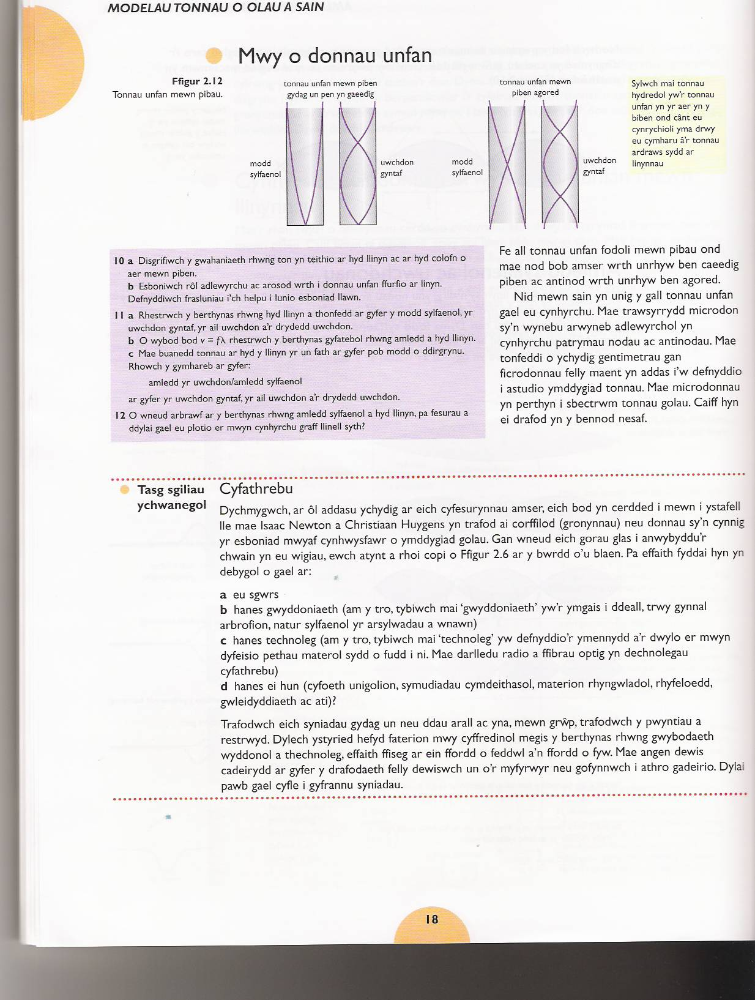 MODELAU TONNAU O OLAU A SAIN
Mwy o donnau unfan
Ffigur 2.12
Tonnau unfan mewn pibau.
tonnau unfan mewn piben
gydag un pen yn gaeedig
modd
sylfaenol
uwchdon
gyntaf
tonnau unfan mewn
piben agored
modd
sylfaenol
uwchdon
gyntaf
Sylwch mai tonnau
hydredol yw'r tonnau
unfan yn yr aer yn y
biben ond cânt eu
cynrychioli yma drwy
eu cymharu â'r tonnau
ardraws sydd ar
linynnau
10 a Disgrifiwch y gwahaniaeth rhwng ton yn teithio ar hyd llinyn ac ar hyd colofn o
aer mewn piben.
b Esboniwch rôl adlewyrchu ac arosod wrth i donnau unfan ffurfio ar linyn.
Defnyddiwch frasluniau i'ch helpu i lunio esboniad llawn.
11 a Rhestrwch y berthynas rhwng hyd llinyn a thonfedd ar gyfer y modd sylfaenol, yr
uwchdon gyntaf, yr ail uwchdon a'r drydedd uwchdon.
b O wybod bod v = fλ rhestrwch y berthynas gyfatebol rhwng amledd a hyd llinyn.
c Mae buanedd tonnau ar hyd y llinyn yr un fath ar gyfer pob modd o ddirgrynu.
Rhowch y gymhareb ar gyfer:
amledd yr uwchdon/amledd sylfaenol
ar gyfer yr uwchdon gyntaf, yr ail uwchdon a'r drydedd uwchdon.
12 O wneud arbrawf ar y berthynas rhwng amledd sylfaenol a hyd llinyn, pa fesurau a
ddylai gael eu plotio er mwyn cynhyrchu graff llinell syth?
Fe all tonnau unfan fodoli mewn pibau ond
mae nod bob amser wrth unrhyw ben caeedig
piben ac antinod wrth unrhyw ben agored.
Nid mewn sain yn unig y gall tonnau unfan
gael eu cynhyrchu. Mae trawsyrrydd microdon
sy'n wynebu arwyneb adlewyrchol yn
cynhyrchu patrymau nodau ac antinodau. Mae
tonfeddi o ychydig gentimetrau gan
ficrodonnau felly maent yn addas i'w defnyddio
i astudio ymddygiad tonnau. Mae microdonnau
yn perthyn i sbectrwm tonnau golau. Caiff hyn
ei drafod yn y bennod nesaf.
Tasg sgiliau
ychwanegol
Cyfathrebu
Dychmygwch, ar ôl addasu ychydig ar eich cyfesurynnau amser, eich bod yn cerdded i mewn i ystafell
lle mae Isaac Newton a Christiaan Huygens yn trafod ai corffilod (gronynnau) neu donnau sy'n cynnig
yr esboniad mwyaf cynhwysfawr o ymddygiad golau. Gan wneud eich gorau glas i anwybyddu'r
chwain yn eu wigiau, ewch atynt a rhoi copi o Ffigur 2.6 ar y bwrdd o'u blaen. Pa effaith fyddai hyn yn
debygol o gael ar:
a eu sgwrs
b hanes gwyddoniaeth (am y tro, tybiwch mai 'gwyddoniaeth' yw'r ymgais i ddeall, trwy gynnal
arbrofion, natur sylfaenol yr arsylwadau a wnawn)
c hanes technoleg (am y tro, tybiwch mai 'technoleg' yw defnyddio'r ymennydd a'r dwylo er mwyn
dyfeisio pethau materol sydd o fudd i ni. Mae darlledu radio a ffibrau optig yn dechnolegau
cyfathrebu)
d hanes ei hun (cyfoeth unigolion, symudiadau cymdeithasol, materion rhyngwladol, rhyfeloedd,
gwleidyddiaeth ac ati)?
Trafodwch eich syniadau gydag un neu ddau arall ac yna, mewn grŵp, trafodwch y pwyntiau a
restrwyd. Dylech ystyried hefyd faterion mwy cyffredinol megis y berthynas rhwng gwybodaeth
wyddonol a thechnoleg, effaith ffiseg ar ein ffordd o feddwl a'n ffordd o fyw. Mae angen dewis
cadeirydd ar gyfer y drafodaeth felly dewiswch un o'r myfyrwyr neu gofynnwch i athro gadeirio. Dylai
pawb gael cyfle i gyfrannu syniadau.
18